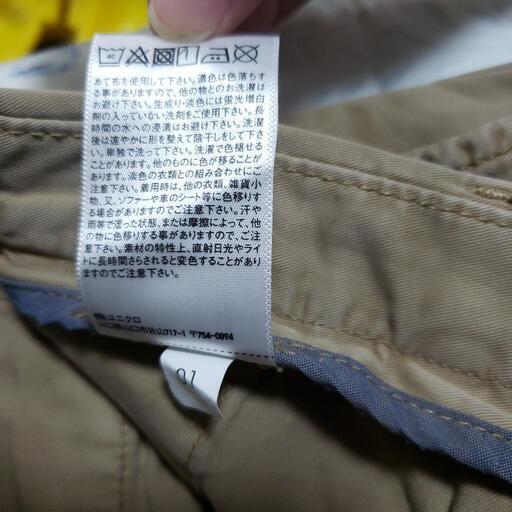 40
あて布を使用して下さい。濃色は色落ちす
る事がありますので、他の物とのお洗濯は
お避け下さい。生成り・淡色には蛍光増白
剤の入っていない洗剤をご使用下さい。長
時間の水への浸漬はお避け下さい。洗濯
後は速やかに形を整えて陰干しをして下さ
い。単独で洗って下さい。洗濯で色褪せし
ます。他のものに色が移ることが
あります。淡色の衣類との組み合わせにご
注意下さい。着用時は、他の衣類、雑貨小
物、又、ソファーや車のシート等に色移りす
る場合がありますのでご注意下さい。汗や
雨等で湿った状態、または摩擦によって、他
の物に色移りする事がありますので、ご注
意下さい。素材の特性上、直射日光やライ
トに長時間さらされると変色することがあり
ますのでご注意下さい。
㈱ユニクロ
山口県山口市佐山717-1 〒754-0894
01